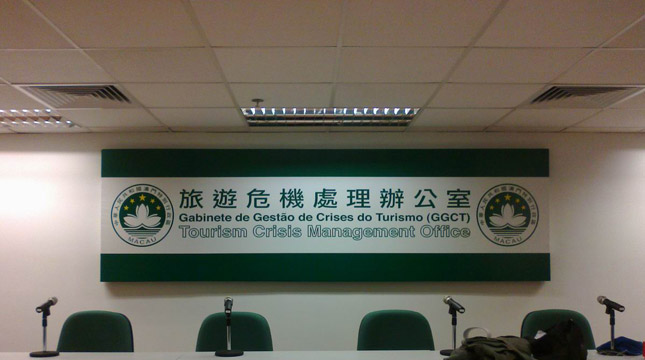 旅遊危機處理辦公室
Gabinete de Gestão de Crises do Turismo (GGCT)
Tourism Crisis Management Office
MACAU
MACAU